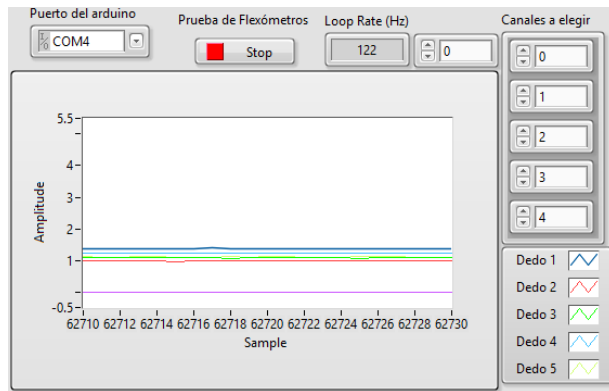 Puerto del arduino
COM4
Prueba de Flexómetros
Stop
Loop Rate (Hz)
122
0
Canales a elegir
0
1
2
3
4
Amplitude
5.5
4
3
2
1
-0.5
62710 62712 62714 62716 62718 62720 62722 62724 62726 62728 62730
Sample
Dedo 1
Dedo 2
Dedo 3
Dedo 4
Dedo 5